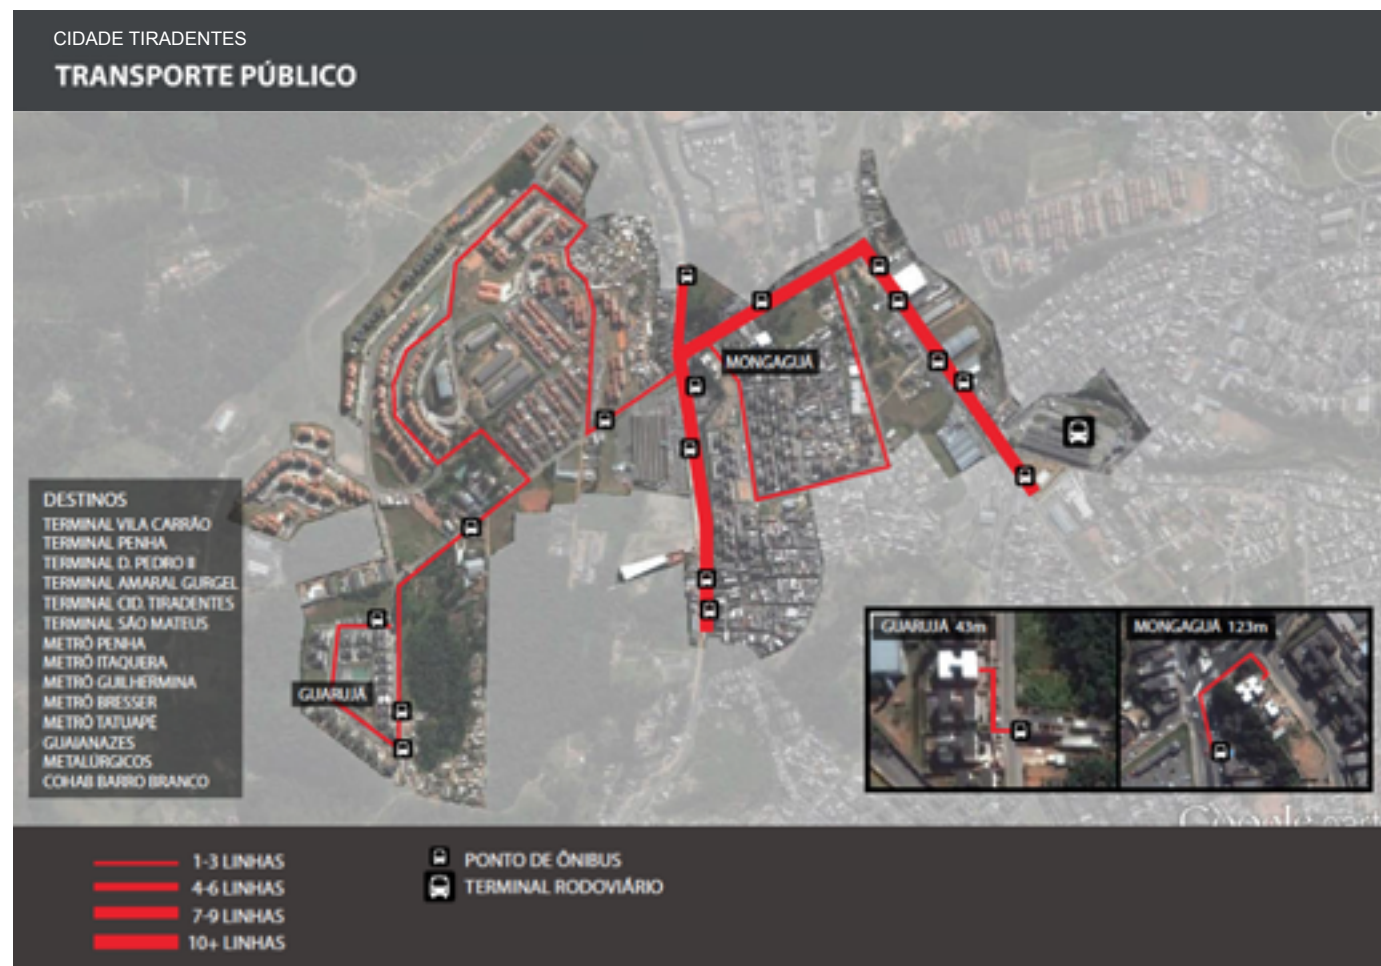 CIDADE TIRADENTES
TRANSPORTE PÚBLICO
MONGAGUÁ
DESTINOS
TERMINAL VILA CARRÃO
TERMINAL PENHA
TERMINAL D. PEDRO II
TERMINAL AMARAL GURGEL
TERMINAL CID. TIRADENTES
TERMINAL SÃO MATEUS
METRÔ PENHA
METRÔ ITAQUERA
METRÔ GUILHERMINA
METRÔ BRESSER
METRÔ TATUAPÉ
GUAIANAZES
METALÚRGICOS
COHAB BARRO BRANCO
GUARUJÁ
GUARUJÁ 43m
MONGAGUÁ 123m
1-3 LINHAS
4-6 LINHAS
7-9 LINHAS
10+ LINHAS
PONTO DE ÔNIBUS
TERMINAL RODOVIÁRIO